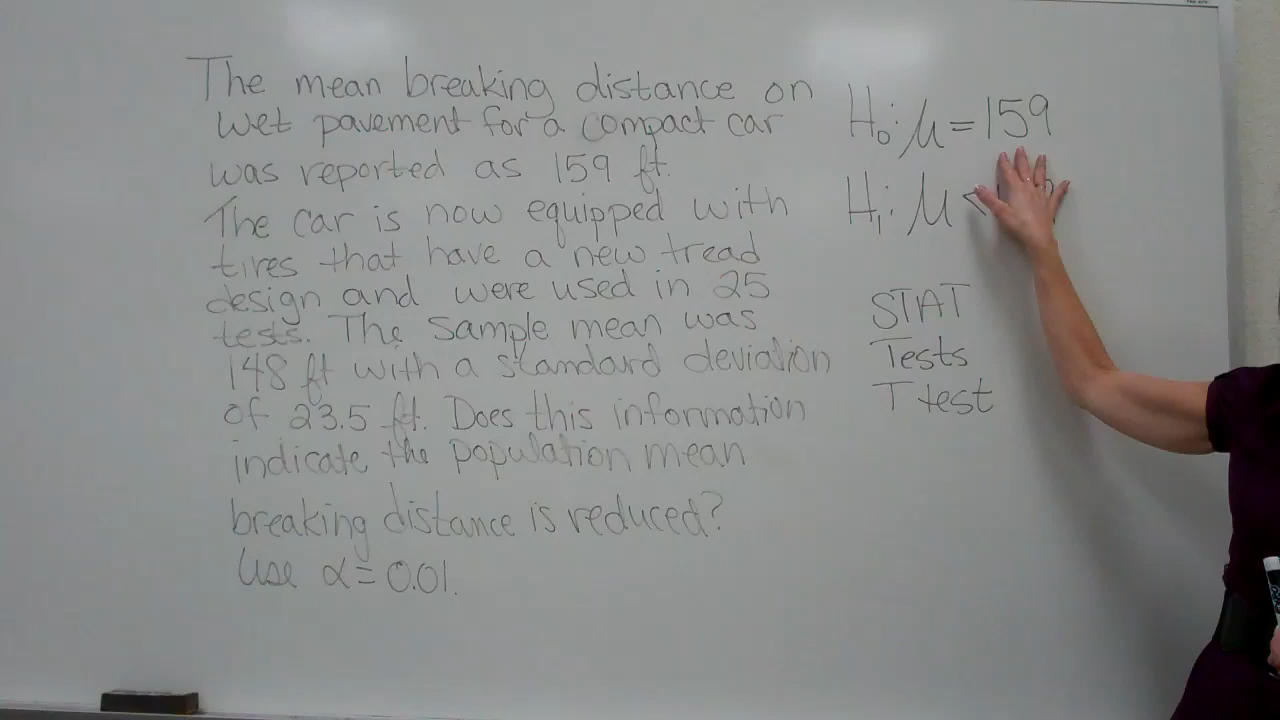 The mean breaking distance on
wet pavement for a compact car
was reported as 159 ft.
The car is now equipped with
tires that have a new tread
design and were used in 25
tests. The sample mean was
148 ft with a standard deviation
of 23.5 ft. Does this information
indicate the population mean
breaking distance is reduced?
Use α = 0.01.
H₀: μ = 159
H₁: μ <
STAT
Tests
T test